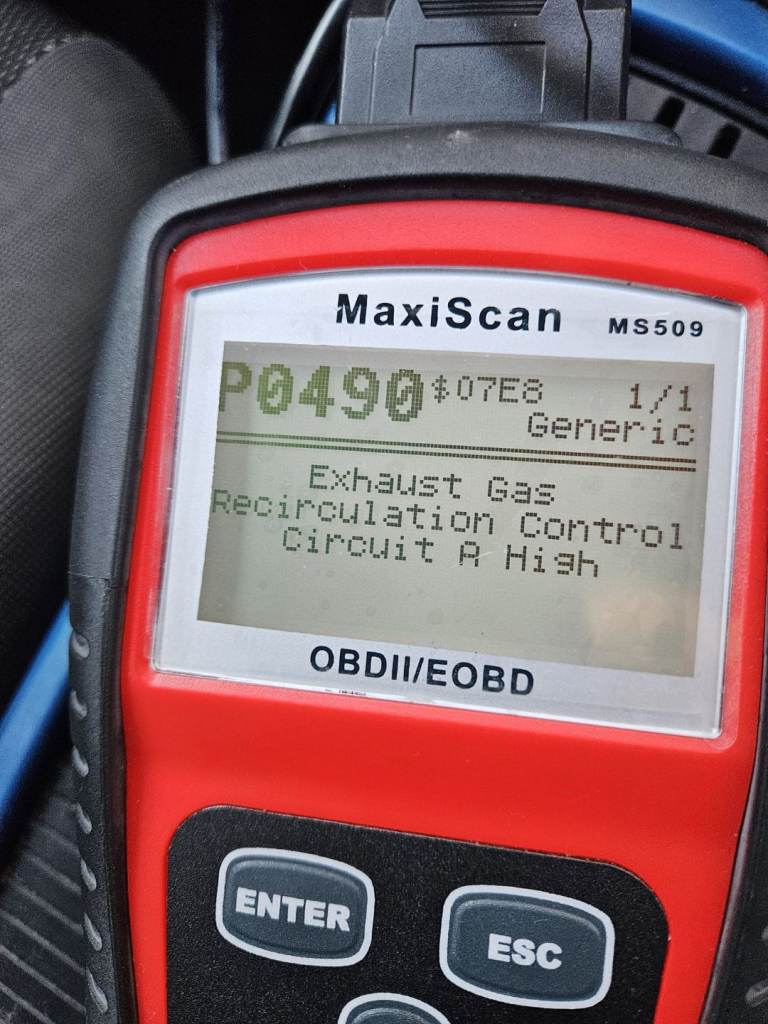 MaxiScan MS509
P0490 $07E8 1/1
Generic
Exhaust Gas
Recirculation Control
Circuit A High
OBDII/EOBD
ENTER
ESC